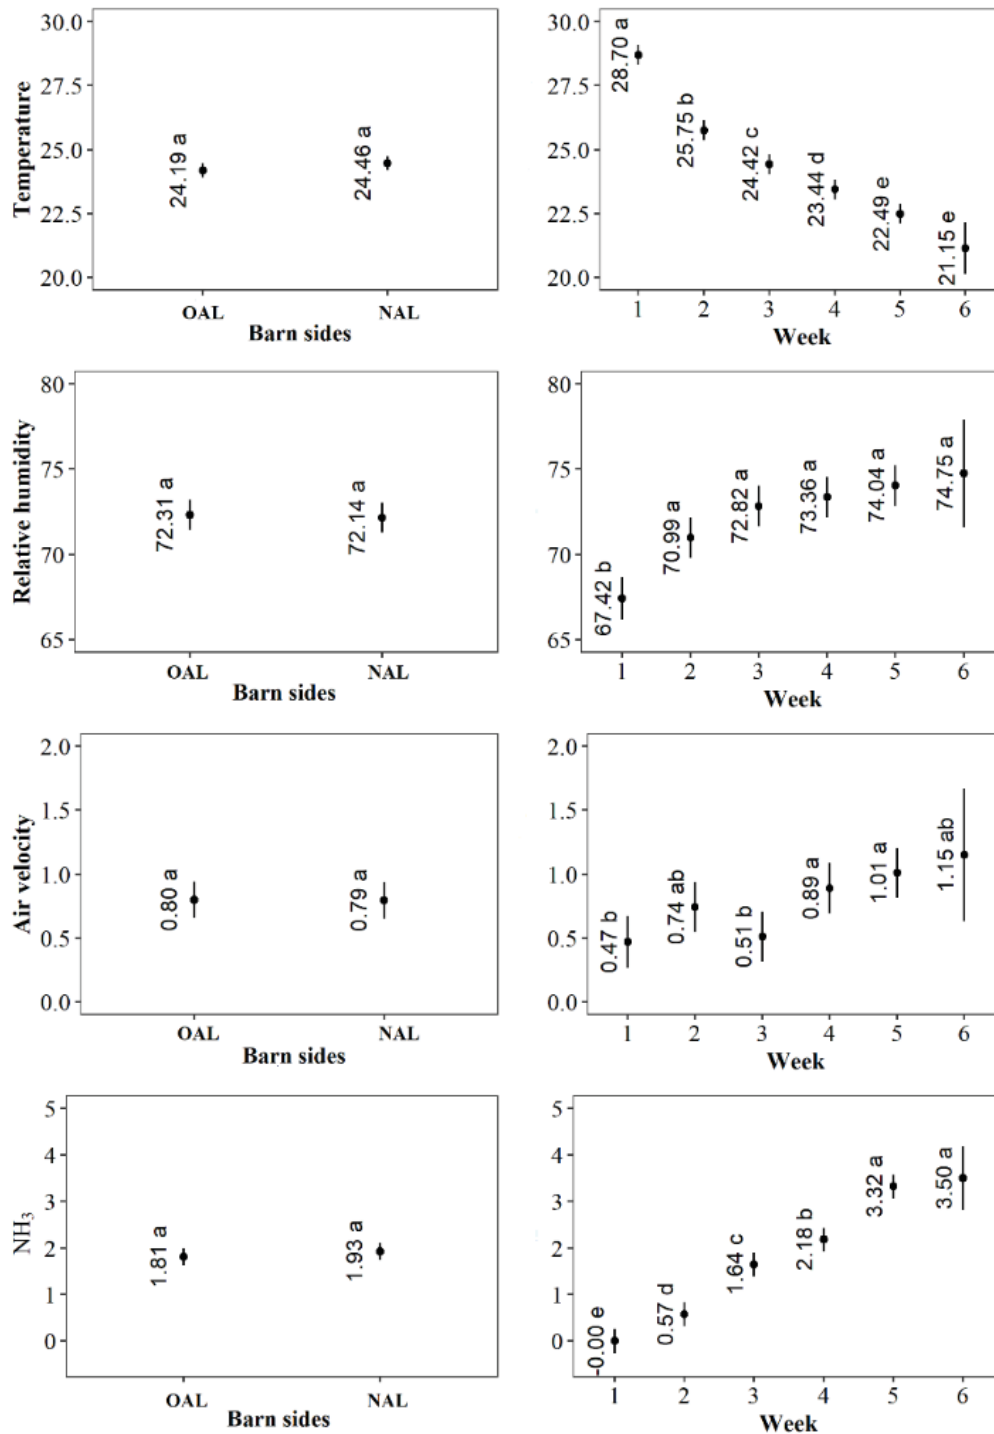 Temperature
30.0
27.5
25.0
22.5
20.0
24.19 a
24.46 a
OAL NAL
Barn sides
30.0
27.5
25.0
22.5
20.0
28.70 a
25.75 b
24.42 c
23.44 d
22.49 e
21.15 e
1 2 3 4 5 6
Week
Relative humidity
80
75
70
65
72.31 a
72.14 a
OAL NAL
Barn sides
80
75
70
65
67.42 b
70.99 a
72.82 a
73.36 a
74.04 a
74.75 a
1 2 3 4 5 6
Week
Air velocity
2.0
1.5
1.0
0.5
0.0
0.80 a
0.79 a
OAL NAL
Barn sides
2.0
1.5
1.0
0.5
0.0
0.47 b
0.74 ab
0.51 b
0.89 a
1.01 a
1.15 ab
1 2 3 4 5 6
Week
NH₃
5
4
3
2
1
0
1.81 a
1.93 a
OAL NAL
Barn sides
5
4
3
2
1
0
-0.00 e
0.57 d
1.64 c
2.18 b
3.32 a
3.50 a
1 2 3 4 5 6
Week